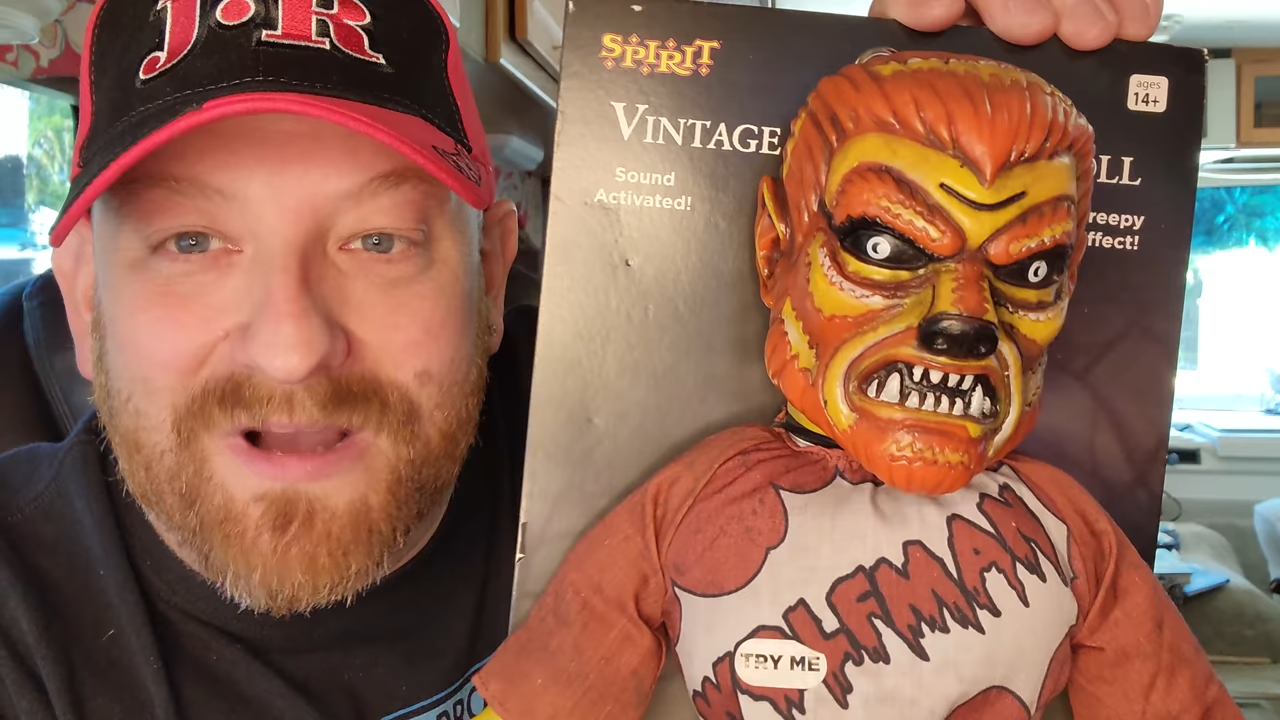 J·R
SPIRIT
ages
14+
VINTAGE
OLL
Sound
Activated!
reepy
ffect!
WOLFMAN
TRY ME